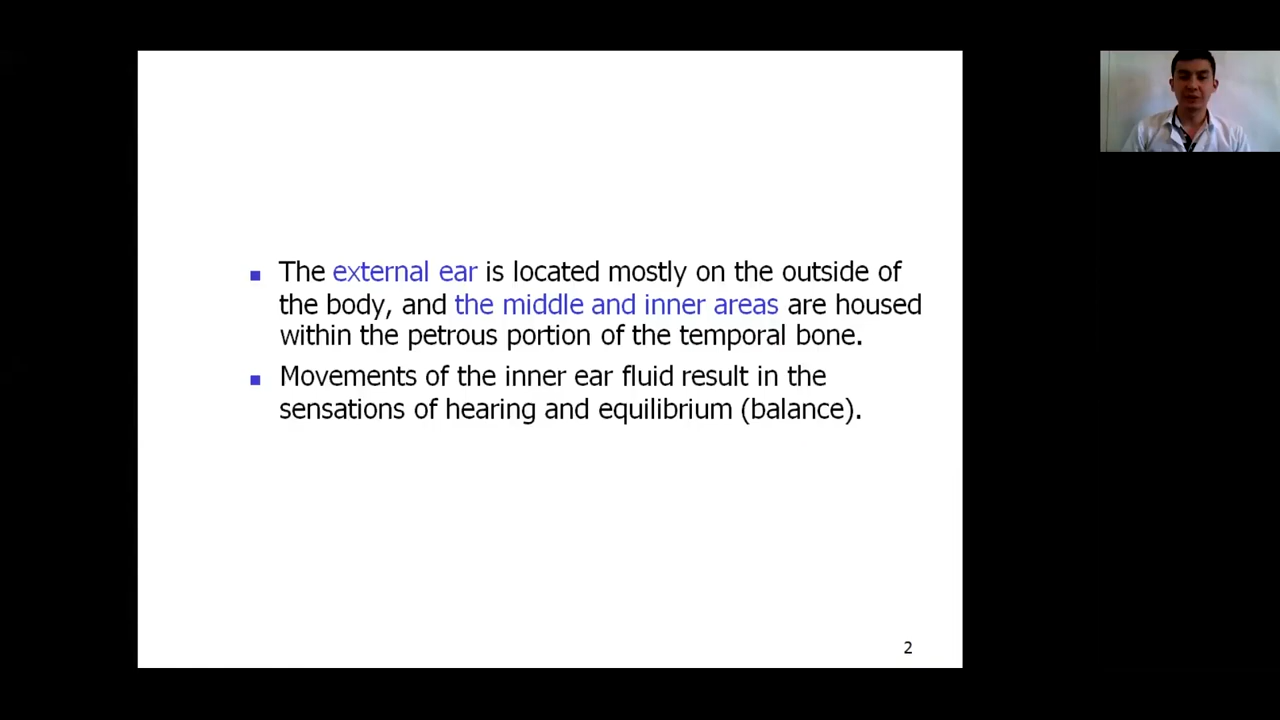 The external ear is located mostly on the outside of
the body, and the middle and inner areas are housed
within the petrous portion of the temporal bone.
Movements of the inner ear fluid result in the
sensations of hearing and equilibrium (balance).
2